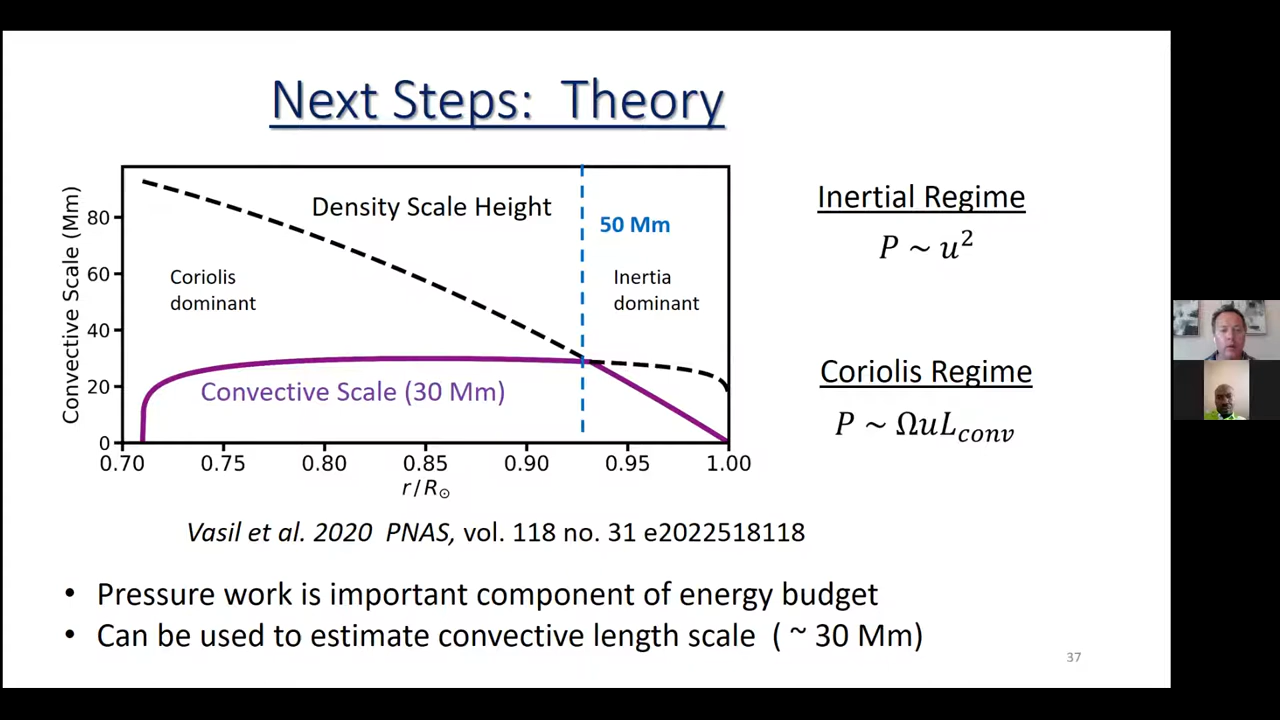 Next Steps: Theory
Convective Scale (Mm)
80
60
40
20
0
Density Scale Height
50 Mm
Coriolis
dominant
Inertia
dominant
Convective Scale (30 Mm)
0.70 0.75 0.80 0.85 0.90 0.95 1.00
r/R⊙
Inertial Regime
P ~ u²
Coriolis Regime
P ~ ΩuL_conv
Vasil et al. 2020 PNAS, vol. 118 no. 31 e2022518118
• Pressure work is important component of energy budget
• Can be used to estimate convective length scale ( ~ 30 Mm)
37